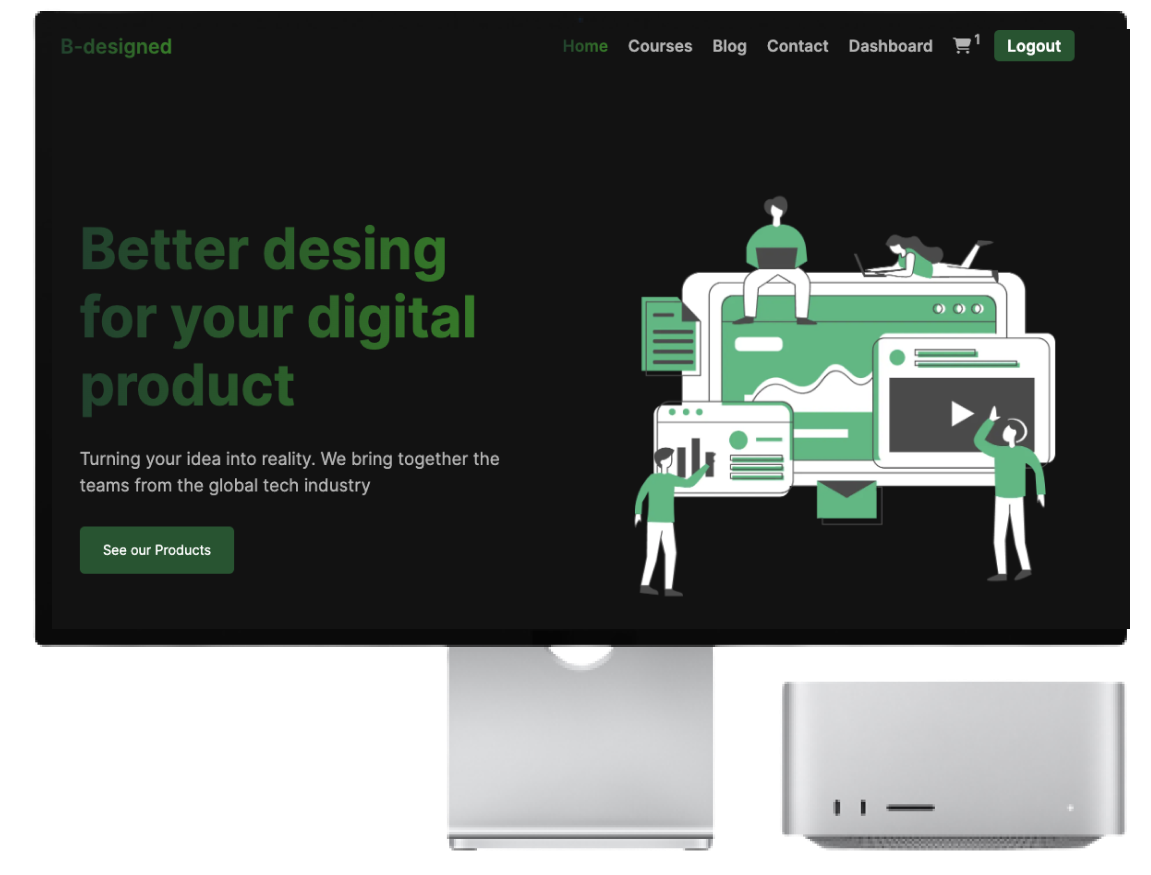 B-designed
Home Courses Blog Contact Dashboard 1 Logout
Better desing
for your digital
product
Turning your idea into reality. We bring together the
teams from the global tech industry
See our Products